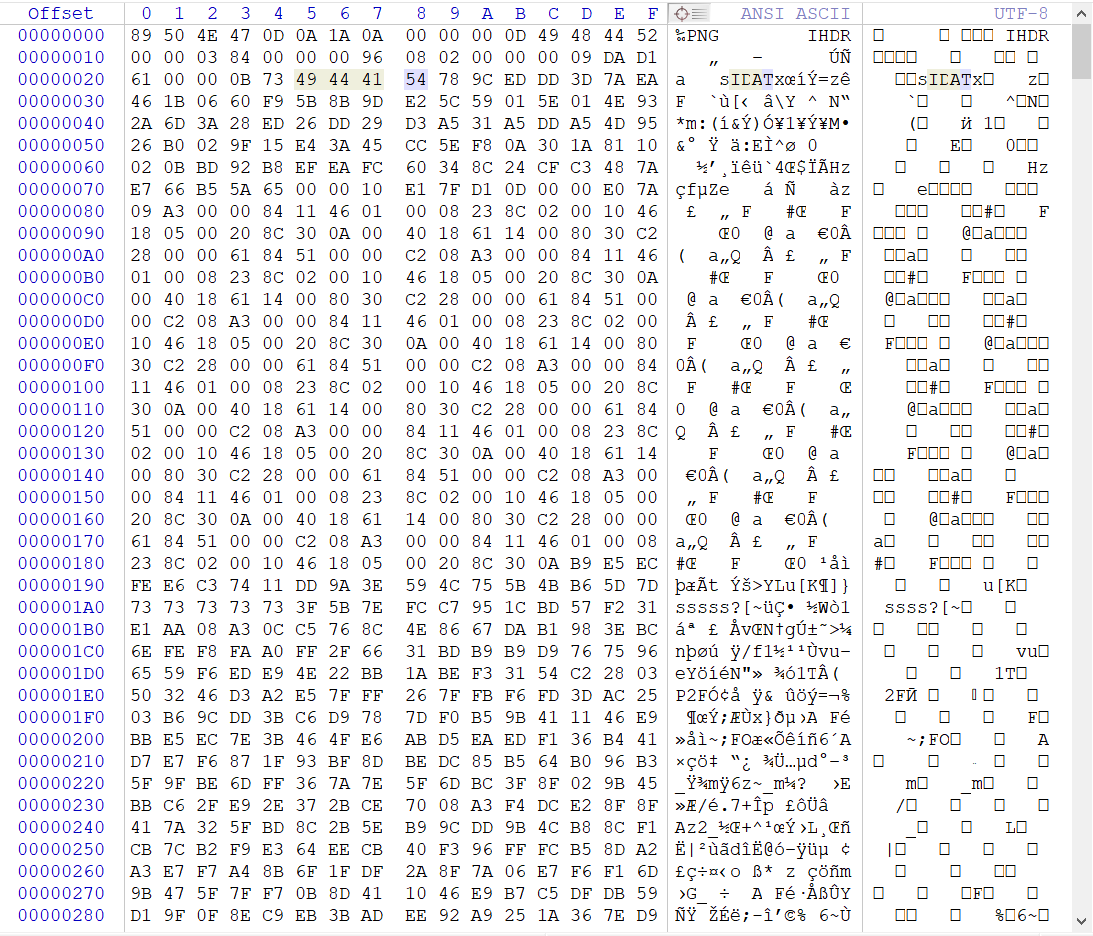 Offset 0 1 2 3 4 5 6 7 8 9 A B C D E F ANSI ASCII UTF-8
00000000 89 50 4E 47 0D 0A 1A 0A 00 00 00 0D 49 48 44 52 ‰PNG IHDR IHDR
00000010 00 00 03 84 00 00 00 96 08 02 00 00 00 09 DA D1 „ – ÚÑ
00000020 61 00 00 0B 73 49 44 41 54 78 9C ED DD 3D 7A EA a sIDATxœíÝ=zê sIDATx z
00000030 46 1B 06 60 F9 5B 8B 9D E2 5C 59 01 5E 01 4E 93 F `ù[‹ â\Y ^ N“ ` ^ N
00000040 2A 6D 3A 28 ED 26 DD 29 D3 A5 31 A5 DD A5 4D 95 *m:(í&Ý)Ó¥1¥Ý¥M• ( Й 1
00000050 26 B0 02 9F 15 E4 3A 45 CC 5E F8 0A 30 1A 81 10 &° Ÿ ä:EÌ^ø 0 E 0
00000060 02 0B BD 92 B8 EF EA FC 60 34 8C 24 CF C3 48 7A ½’¸ïêü`4Œ$ÏÃHz Hz
00000070 E7 66 B5 5A 65 00 00 10 E1 7F D1 0D 00 00 E0 7A çfµZe á Ñ àz e
00000080 09 A3 00 00 84 11 46 01 00 08 23 8C 02 00 10 46 £ „ F #Œ F # F
00000090 18 05 00 20 8C 30 0A 00 40 18 61 14 00 80 30 C2 Œ0 @ a €0Â @ a
000000A0 28 00 00 61 84 51 00 00 C2 08 A3 00 00 84 11 46 ( a„Q Â £ „ F a
000000B0 01 00 08 23 8C 02 00 10 46 18 05 00 20 8C 30 0A #Œ F Œ0 # F
000000C0 00 40 18 61 14 00 80 30 C2 28 00 00 61 84 51 00 @ a €0Â( a„Q @ a a
000000D0 00 C2 08 A3 00 00 84 11 46 01 00 08 23 8C 02 00 Â £ „ F #Œ #
000000E0 10 46 18 05 00 20 8C 30 0A 00 40 18 61 14 00 80 F Œ0 @ a € F @ a
000000F0 30 C2 28 00 00 61 84 51 00 00 C2 08 A3 00 00 84 0Â( a„Q Â £ „ a
00000100 11 46 01 00 08 23 8C 02 00 10 46 18 05 00 20 8C F #Œ F Œ # F
00000110 30 0A 00 40 18 61 14 00 80 30 C2 28 00 00 61 84 0 @ a €0Â( a„ @ a a
00000120 51 00 00 C2 08 A3 00 00 84 11 46 01 00 08 23 8C Q Â £ „ F #Œ #
00000130 02 00 10 46 18 05 00 20 8C 30 0A 00 40 18 61 14 F Œ0 @ a F @ a
00000140 00 80 30 C2 28 00 00 61 84 51 00 00 C2 08 A3 00 €0Â( a„Q Â £ a
00000150 00 84 11 46 01 00 08 23 8C 02 00 10 46 18 05 00 „ F #Œ F # F
00000160 20 8C 30 0A 00 40 18 61 14 00 80 30 C2 28 00 00 Œ0 @ a €0Â( @ a
00000170 61 84 51 00 00 C2 08 A3 00 00 84 11 46 01 00 08 a„Q Â £ „ F a
00000180 23 8C 02 00 10 46 18 05 00 20 8C 30 0A B9 E5 EC #Œ F Œ0 ¹åì # F
00000190 FE E6 C3 74 11 DD 9A 3E 59 4C 75 5B 4B B6 5D 7D þæÃt Ýš>YLu[K¶]} u[K
000001A0 73 73 73 73 73 3F 5B 7E FC C7 95 1C BD 57 F2 31 sssss?[~üÇ• ½Wò1 ssss?[~
000001B0 E1 AA 08 A3 0C C5 76 8C 4E 86 67 DA B1 98 3E BC áª £ ÅvŒN†gÚ±˜>¼
000001C0 6E FE F8 FA A0 FF 2F 66 31 BD B9 B9 D9 76 75 96 nþøú ÿ/f1½¹¹Ùvu– vu
000001D0 65 59 F6 ED E9 4E 22 BB 1A BE F3 31 54 C2 28 03 eYöíéN"» ¾ó1TÂ( 1T
000001E0 50 32 46 D3 A2 E5 7F FF 26 7F FB F6 FD 3D AC 25 P2FÓ¢å ÿ& ûöý=¬% 2FЙ
000001F0 03 B6 9C DD 3B C6 D9 78 7D F0 B5 9B 41 11 46 E9 ¶œÝ;ÆÙx}ðµ›A Fé F
00000200 BB E5 EC 7E 3B 46 4F E6 AB D5 EA ED F1 36 B4 41 »åì~;FOæ«Õêíñ6´A ~;FO A
00000210 D7 E7 F6 87 1F 93 BF 8D BE DC 85 B5 64 B0 96 B3 ×çö‡ “¿ ¾Ü…µd°–³
00000220 5F 9F BE 6D FF 36 7A 7E 5F 6D BC 3F 8F 02 9B 45 _Ÿ¾mÿ6z~_m¼? ›E m _m
00000230 BB C6 2F E9 2E 37 2B CE 70 08 A3 F4 DC E2 8F 8F »Æ/é.7+Îp £ôÜâ /
00000240 41 7A 32 5F BD 8C 2B 5E B9 9C DD 9B 4C B8 8C F1 Az2_½Œ+^¹œÝ›L¸Œñ _ L
00000250 CB 7C B2 F9 E3 64 EE CB 40 F3 96 FF FC B5 8D A2 Ë|²ùãdîË@ó–ÿüµ ¢ |
00000260 A3 E7 F7 A4 8B 6F 1F DF 2A 8F 7A 06 E7 F6 F1 6D £ç÷¤‹o ß* z çöñm
00000270 9B 47 5F 7F F7 0B 8D 41 10 46 E9 B7 C5 DF DB 59 ›G_ ÷ A Fé·ÅßÛY F
00000280 D1 9F 0F 8E C9 EB 3B AD EE 92 A9 25 1A 36 7E D9 ÑŸ ŽÉë;­î’©% 6~Ù % 6~